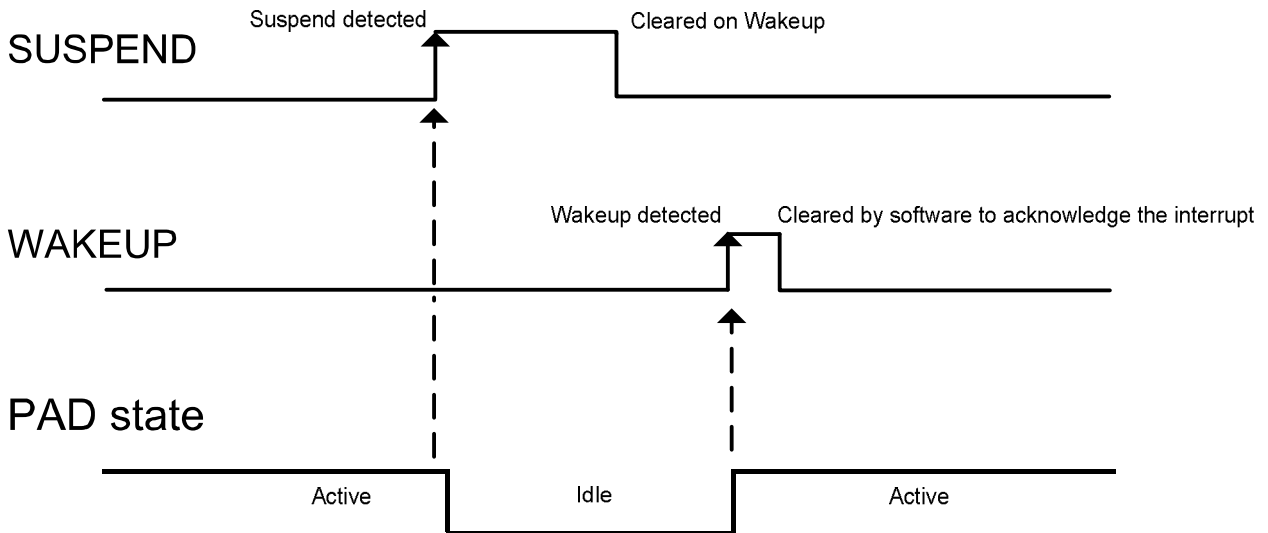 Suspend detected
Cleared on Wakeup
SUSPEND
Wakeup detected
Cleared by software to acknowledge the interrupt
WAKEUP
PAD state
Active
Idle
Active